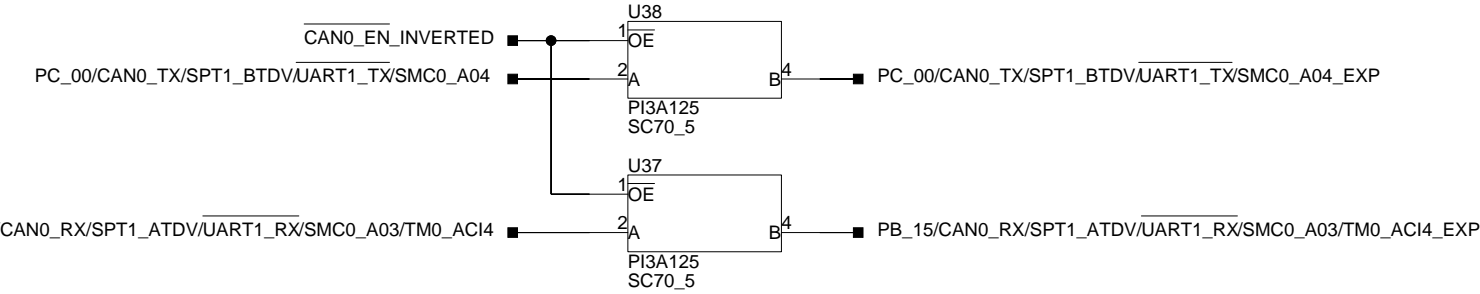 U38
CAN0_EN_INVERTED 1 OE
PC_00/CAN0_TX/SPT1_BTDV/UART1_TX/SMC0_A04 2 A B 4 PC_00/CAN0_TX/SPT1_BTDV/UART1_TX/SMC0_A04_EXP
PI3A125
SC70_5
U37
1 OE
CAN0_RX/SPT1_ATDV/UART1_RX/SMC0_A03/TM0_ACI4 2 A B 4 PB_15/CAN0_RX/SPT1_ATDV/UART1_RX/SMC0_A03/TM0_ACI4_EXP
PI3A125
SC70_5